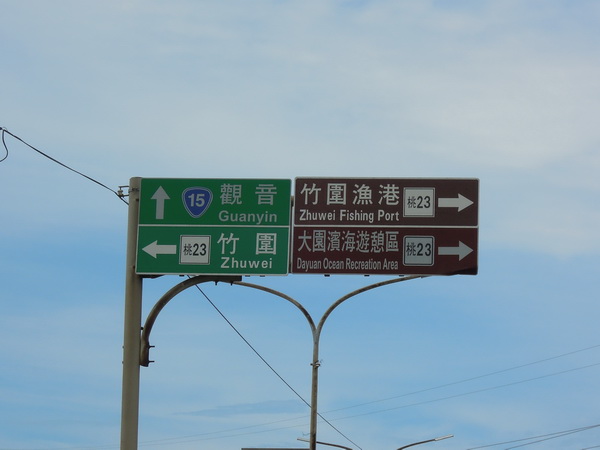 15 觀音
Guanyin
桃23 竹圍
Zhuwei
竹圍漁港 桃23
Zhuwei Fishing Port
大園濱海遊憩區 桃23
Dayuan Ocean Recreation Area